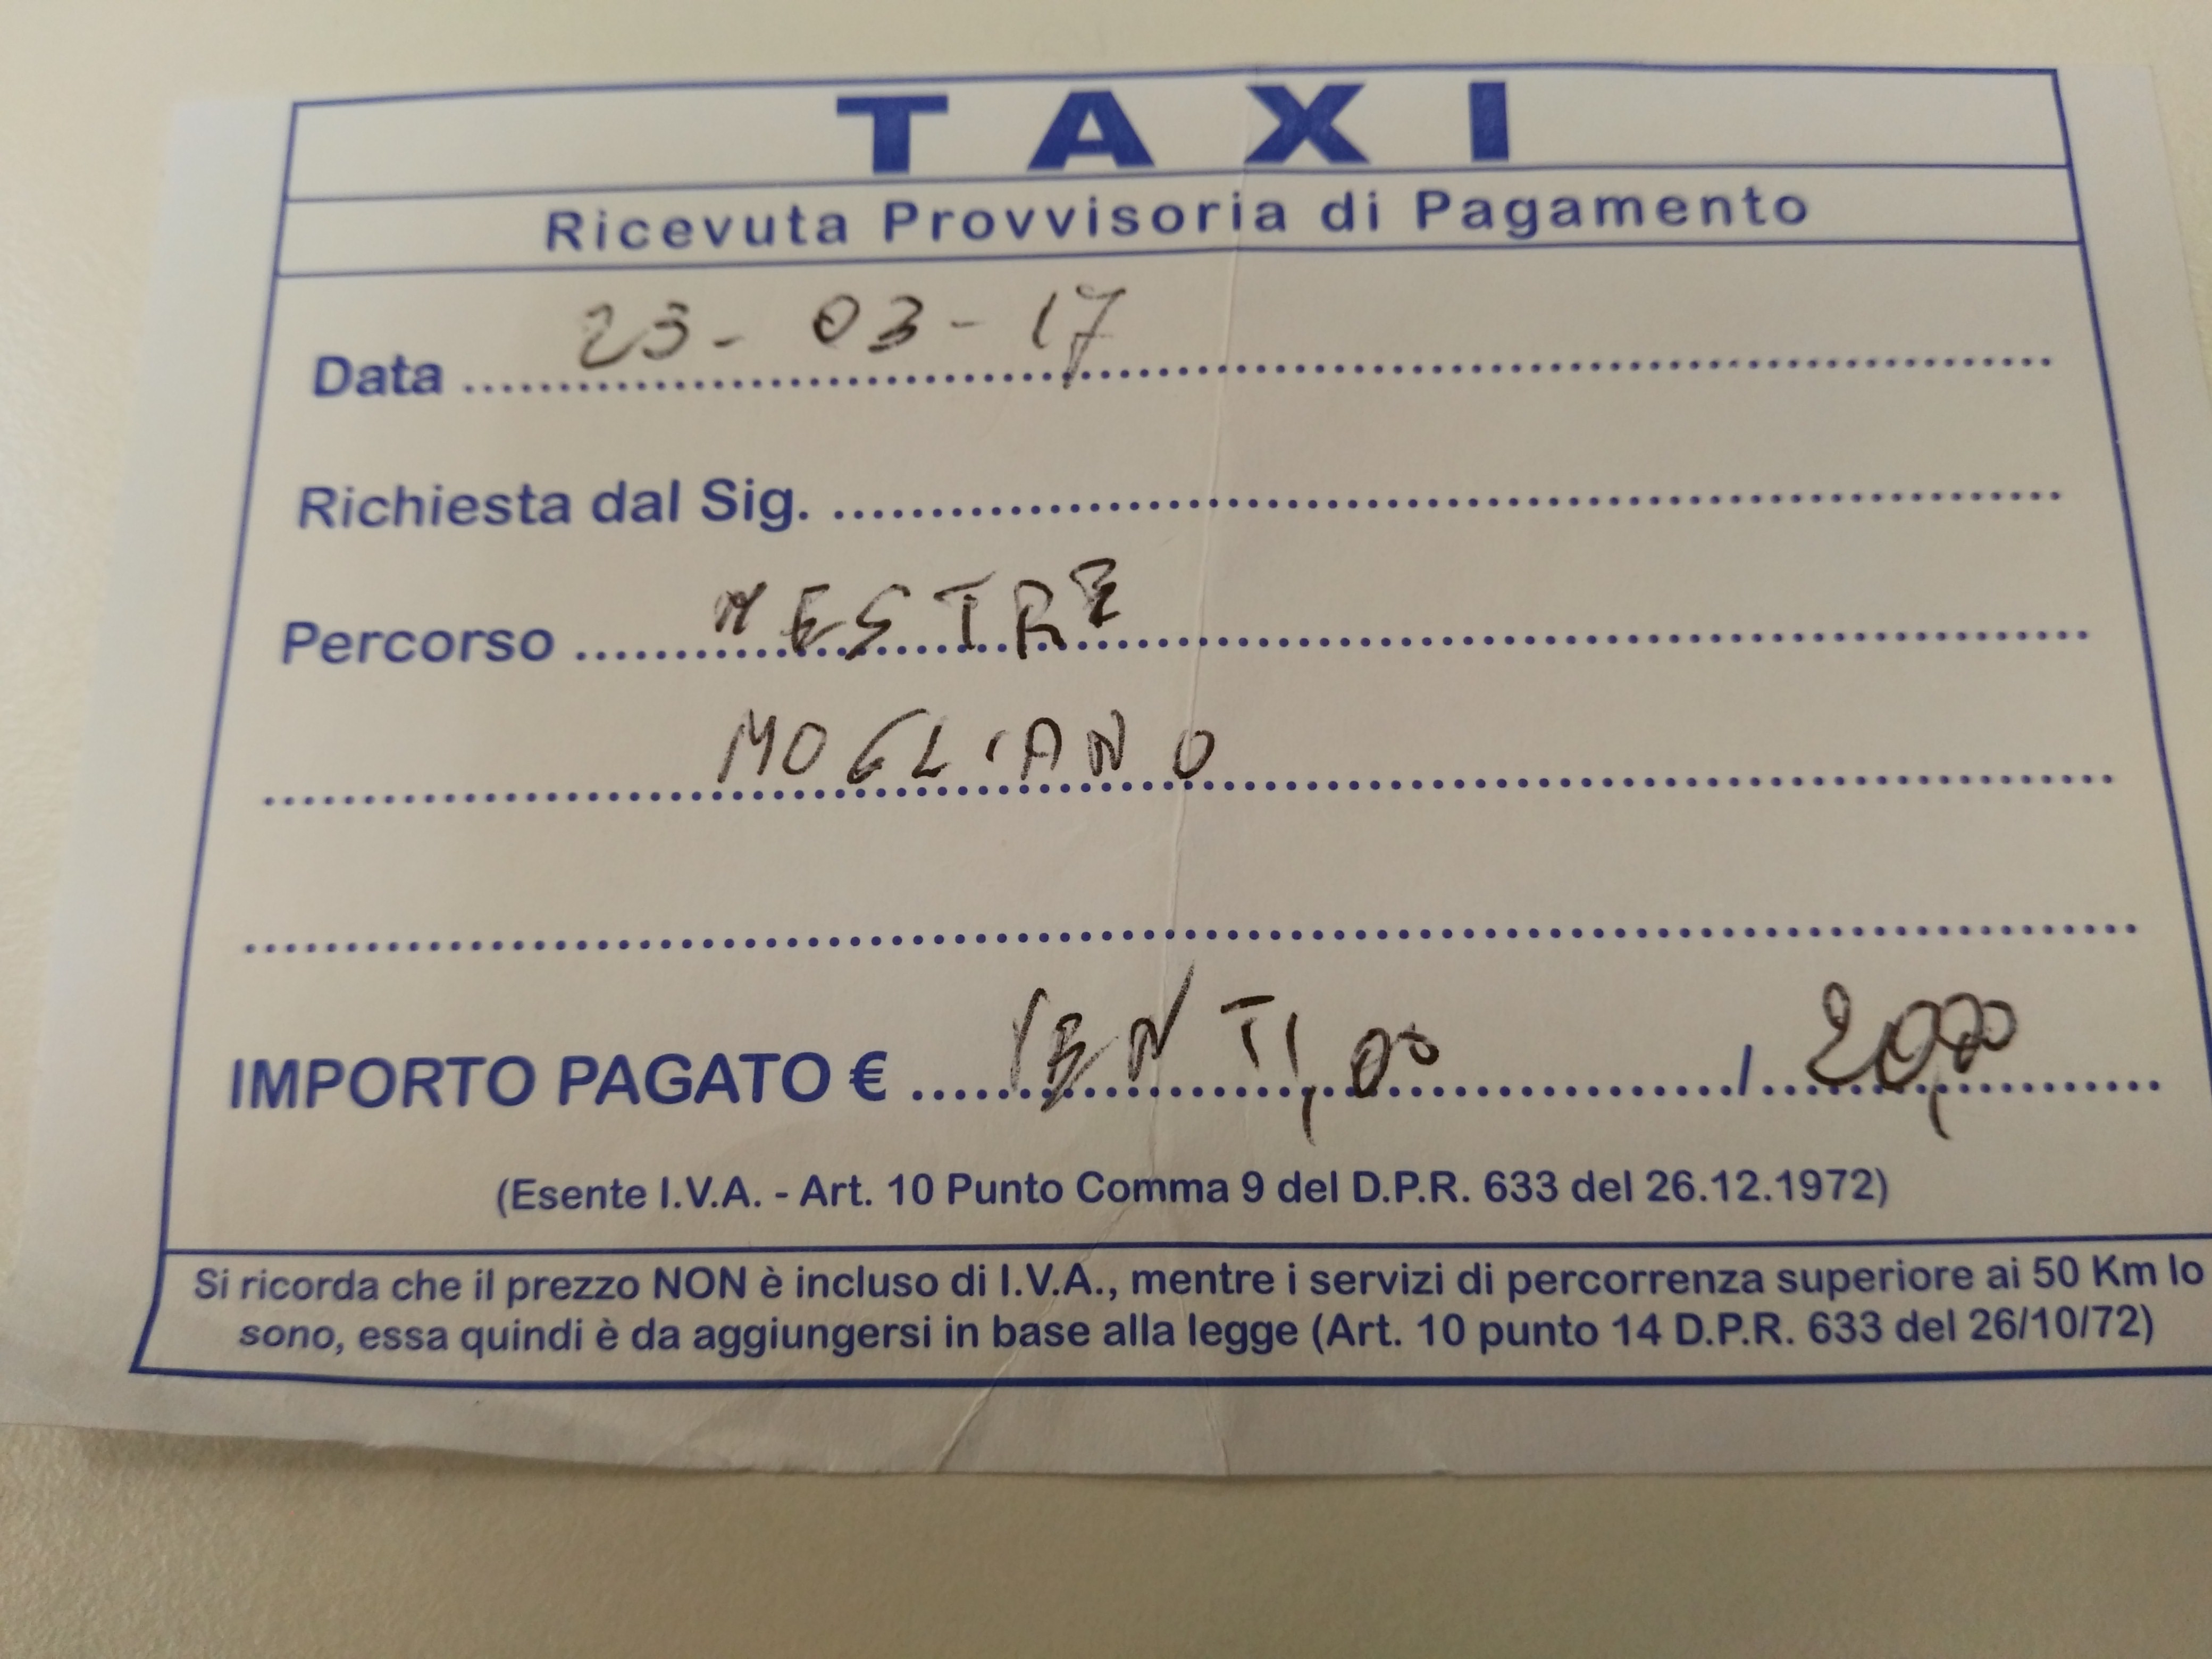 TAXI
Ricevuta Provvisoria di Pagamento
Data 23-03-17
Richiesta dal Sig.
Percorso MESTRE
MOGLIANO
IMPORTO PAGATO € VENTI,00 / 20,00
(Esente I.V.A. - Art. 10 Punto Comma 9 del D.P.R. 633 del 26.12.1972)
Si ricorda che il prezzo NON è incluso di I.V.A., mentre i servizi di percorrenza superiore ai 50 Km lo
sono, essa quindi è da aggiungersi in base alla legge (Art. 10 punto 14 D.P.R. 633 del 26/10/72)